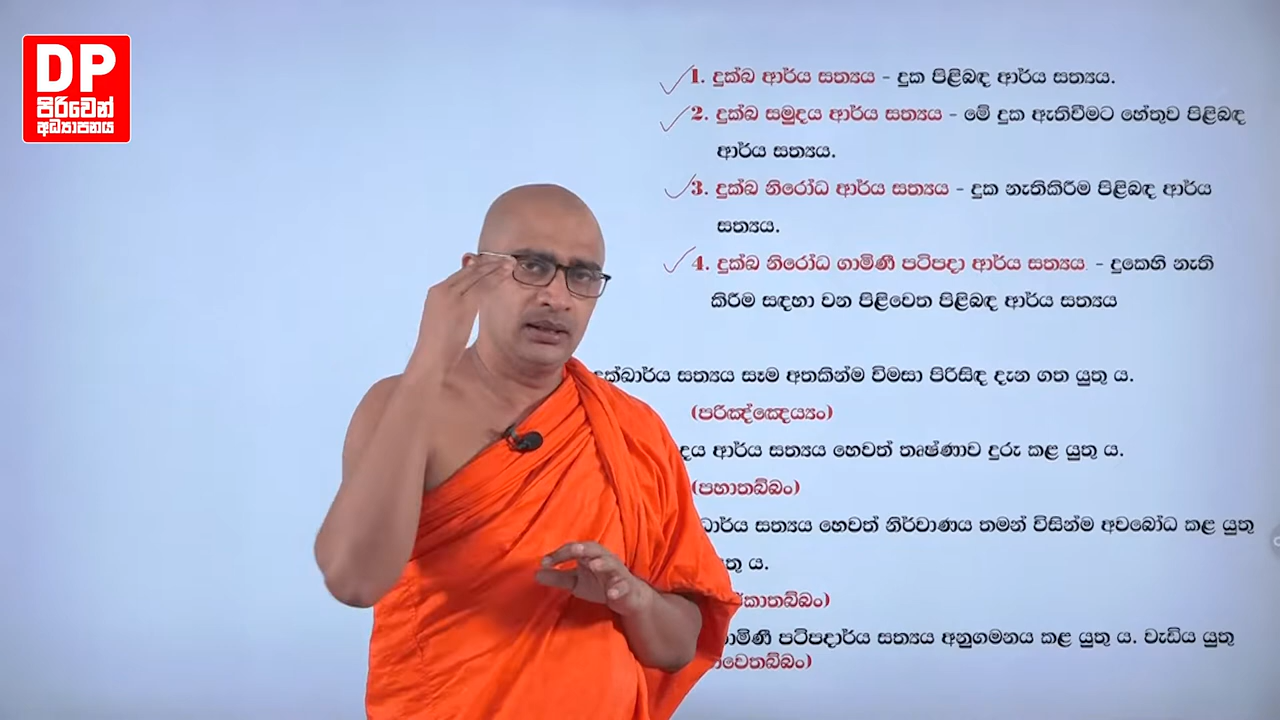 DP
පිරිවෙන්
අධ්‍යාපනය
1. දුක්ඛ ආර්ය සත්‍යය - දුක පිළිබඳ ආර්ය සත්‍යය.
2. දුක්ඛ සමුදය ආර්ය සත්‍යය - මේ දුක ඇතිවීමට හේතුව පිළිබඳ
ආර්ය සත්‍යය.
3. දුක්ඛ නිරෝධ ආර්ය සත්‍යය - දුක නැතිකිරීම පිළිබඳ ආර්ය
සත්‍යය.
4. දුක්ඛ නිරෝධ ගාමිණී පටිපදා ආර්ය සත්‍යය - දුකෙහි නැති
කිරීම සඳහා වන පිළිවෙත පිළිබඳ ආර්ය සත්‍යය
සත්‍යය සෑම අතකින්ම විමසා පිරිසිඳ දැන ගත යුතු ය.
(පරිඤ්ඤෙය්‍යං)
ආර්ය සත්‍යය හෙවත් තෘෂ්ණාව දුරු කළ යුතු ය.
(පහාතබ්බං)
සත්‍යය හෙවත් නිර්වාණය තමන් විසින්ම අවබෝධ කළ යුතු
ය.
පටිපදාර්ය සත්‍යය අනුගමනය කළ යුතු ය. වැඩිය යුතු